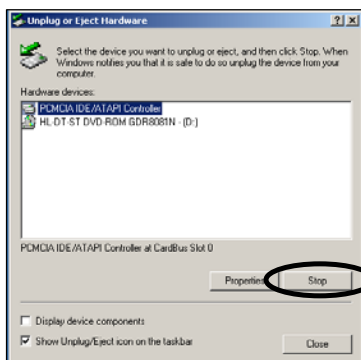 Unplug or Eject Hardware
Select the device you want to unplug or eject, and then click Stop. When
Windows notifies you that it is safe to do so unplug the device from your
computer.
Hardware devices:
PCMCIA IDE/ATAPI Controller
HL-DT-ST DVD-ROM GDR8081N - (D:)
PCMCIA IDE/ATAPI Controller at CardBus Slot 0
Properties
Stop
Display device components
Show Unplug/Eject icon on the taskbar
Close